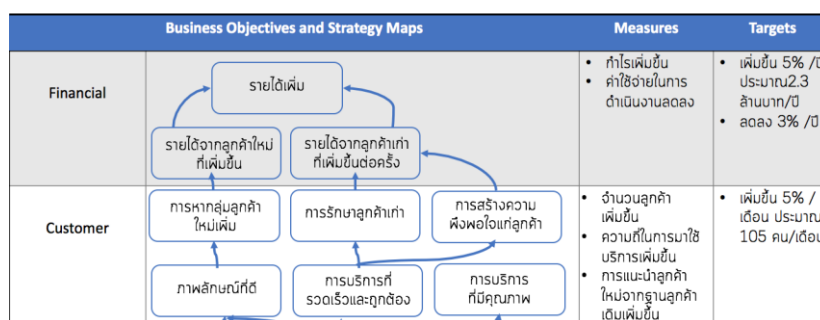 Business Objectives and Strategy Maps
Measures
Targets
Financial
รายได้เพิ่ม
รายได้จากลูกค้าใหม่
ที่เพิ่มขึ้น
รายได้จากลูกค้าเก่า
ที่เพิ่มขึ้นต่อครั้ง
• กำไรเพิ่มขึ้น
• ค่าใช้จ่ายในการ
ดำเนินงานลดลง
• เพิ่มขึ้น 5% /ปี
ประมาณ2.3
ล้านบาท/ปี
• ลดลง 3% /ปี
Customer
การหากลุ่มลูกค้า
ใหม่เพิ่ม
การรักษาลูกค้าเก่า
การสร้างความ
พึงพอใจแก่ลูกค้า
ภาพลักษณ์ที่ดี
การบริการที่
รวดเร็วและถูกต้อง
การบริการ
ที่มีคุณภาพ
• จำนวนลูกค้า
เพิ่มขึ้น
• ความถี่ในการมาใช้
บริการเพิ่มขึ้น
• การแนะนำลูกค้า
ใหม่จากฐานลูกค้า
เดิมเพิ่มขึ้น
• เพิ่มขึ้น 5% /
เดือน ประมาณ
105 คน/เดือน